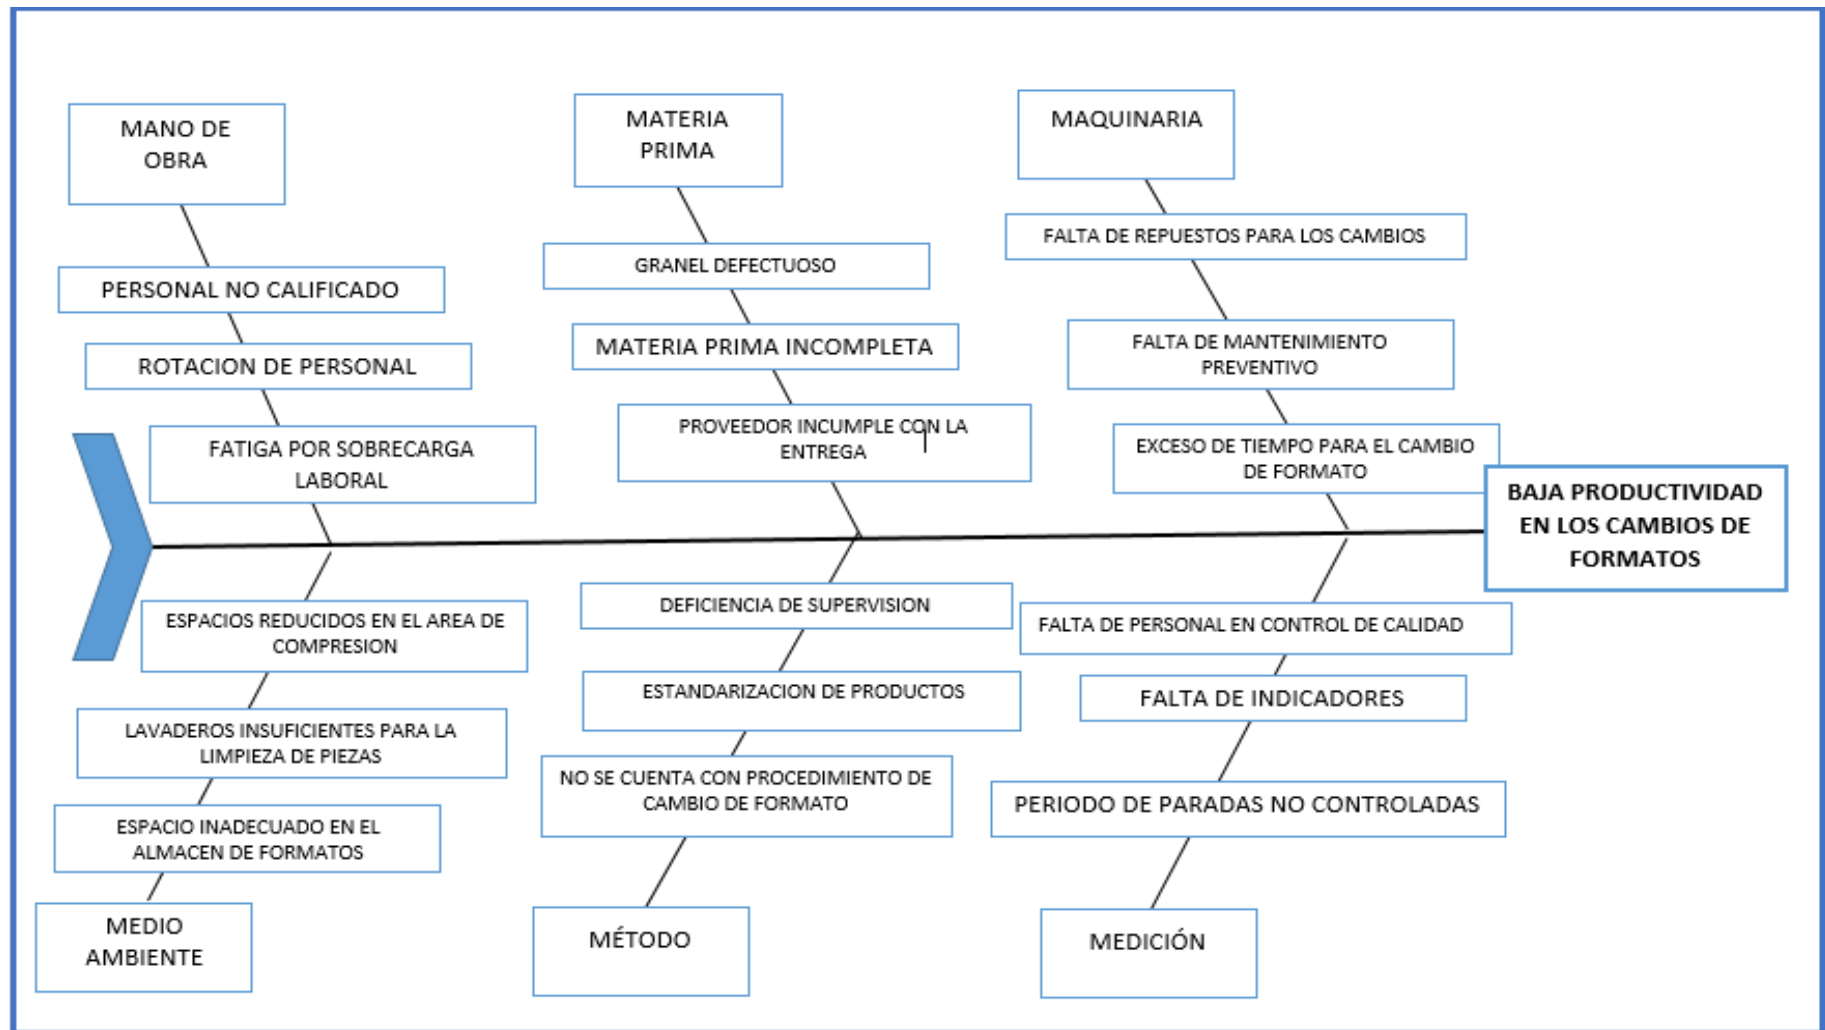 MANO DE
OBRA
MATERIA
PRIMA
MAQUINARIA
PERSONAL NO CALIFICADO
ROTACION DE PERSONAL
FATIGA POR SOBRECARGA
LABORAL
GRANEL DEFECTUOSO
MATERIA PRIMA INCOMPLETA
PROVEEDOR INCUMPLE CON LA
ENTREGA
FALTA DE REPUESTOS PARA LOS CAMBIOS
FALTA DE MANTENIMIENTO
PREVENTIVO
EXCESO DE TIEMPO PARA EL CAMBIO
DE FORMATO
BAJA PRODUCTIVIDAD
EN LOS CAMBIOS DE
FORMATOS
ESPACIOS REDUCIDOS EN EL AREA DE
COMPRESION
LAVADEROS INSUFICIENTES PARA LA
LIMPIEZA DE PIEZAS
ESPACIO INADECUADO EN EL
ALMACEN DE FORMATOS
MEDIO
AMBIENTE
DEFICIENCIA DE SUPERVISION
ESTANDARIZACION DE PRODUCTOS
NO SE CUENTA CON PROCEDIMIENTO DE
CAMBIO DE FORMATO
MÉTODO
FALTA DE PERSONAL EN CONTROL DE CALIDAD
FALTA DE INDICADORES
PERIODO DE PARADAS NO CONTROLADAS
MEDICIÓN